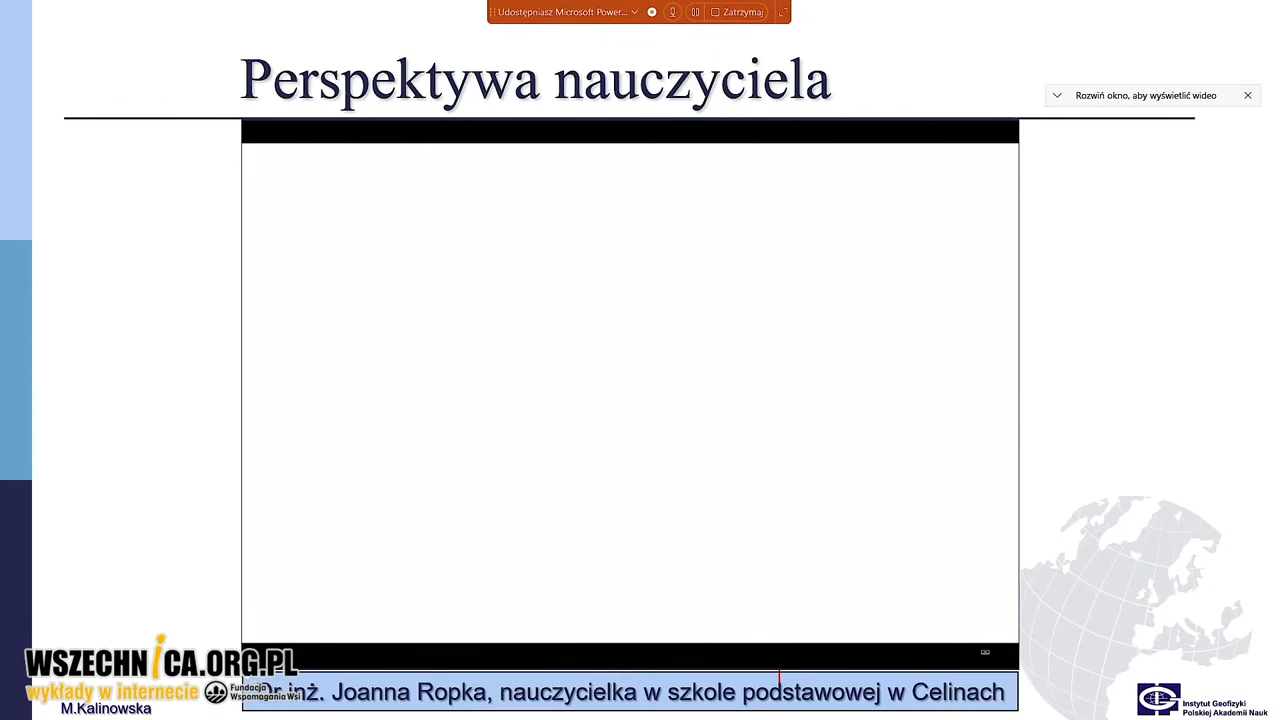 Udostępniasz Microsoft Power...
Zatrzymaj
Perspektywa nauczyciela
Rozwiń okno, aby wyświetlić wideo
WSZECHNiCA.ORG.PL
wykłady w internecie
Fundacja
Wspomagania Wsi
inż. Joanna Ropka, nauczycielka w szkole podstawowej w Celinach
M.Kalinowska
Instytut Geofizyki
Polskiej Akademii Nauk